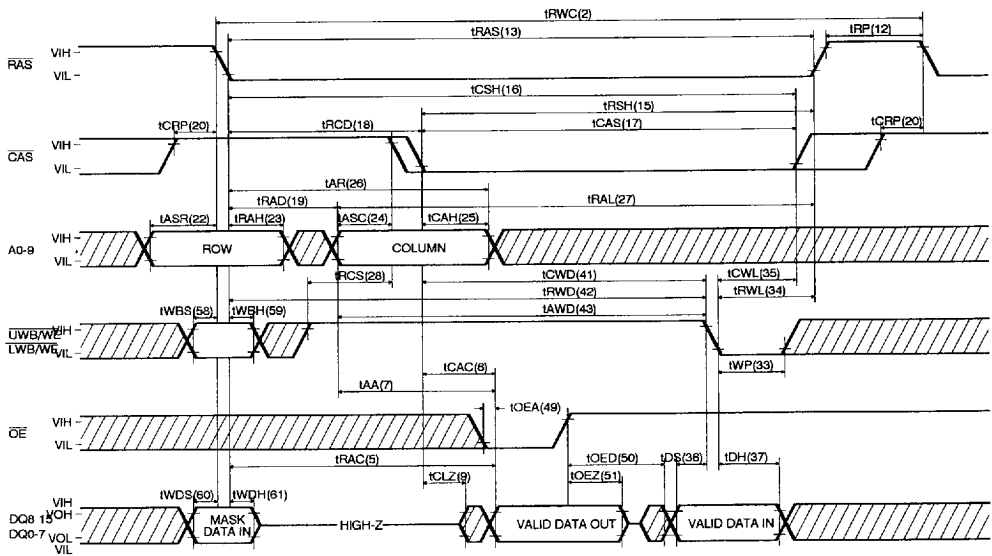 tRWC(2)
tRAS(13)
tRP(12)
RAS
VIH
VIL
tCSH(16)
tRSH(15)
tCRP(20)
tRCD(18)
tCAS(17)
tCRP(20)
CAS
VIH
VIL
tAR(26)
tRAD(19)
tRAL(27)
tASR(22)
tRAH(23)
tASC(24)
tCAH(25)
A0-9
VIH
VIL
ROW
COLUMN
tRCS(28)
tCWD(41)
tCWL(35)
tRWD(42)
tRWL(34)
tWBS(58)
tWBH(59)
tAWD(43)
UWB/WE
LWB/WE
VIH
VIL
tWP(33)
tCAC(6)
tAA(7)
tOEA(49)
OE
VIH
VIL
tRAC(5)
tOED(50)
tDS(36)
tDH(37)
tCLZ(9)
tOEZ(51)
tWDS(60)
tWDH(61)
VIH
VOH
DQ8-15
DQ0-7
VOL
VIL
MASK
DATA IN
HIGH-Z
VALID DATA OUT
VALID DATA IN